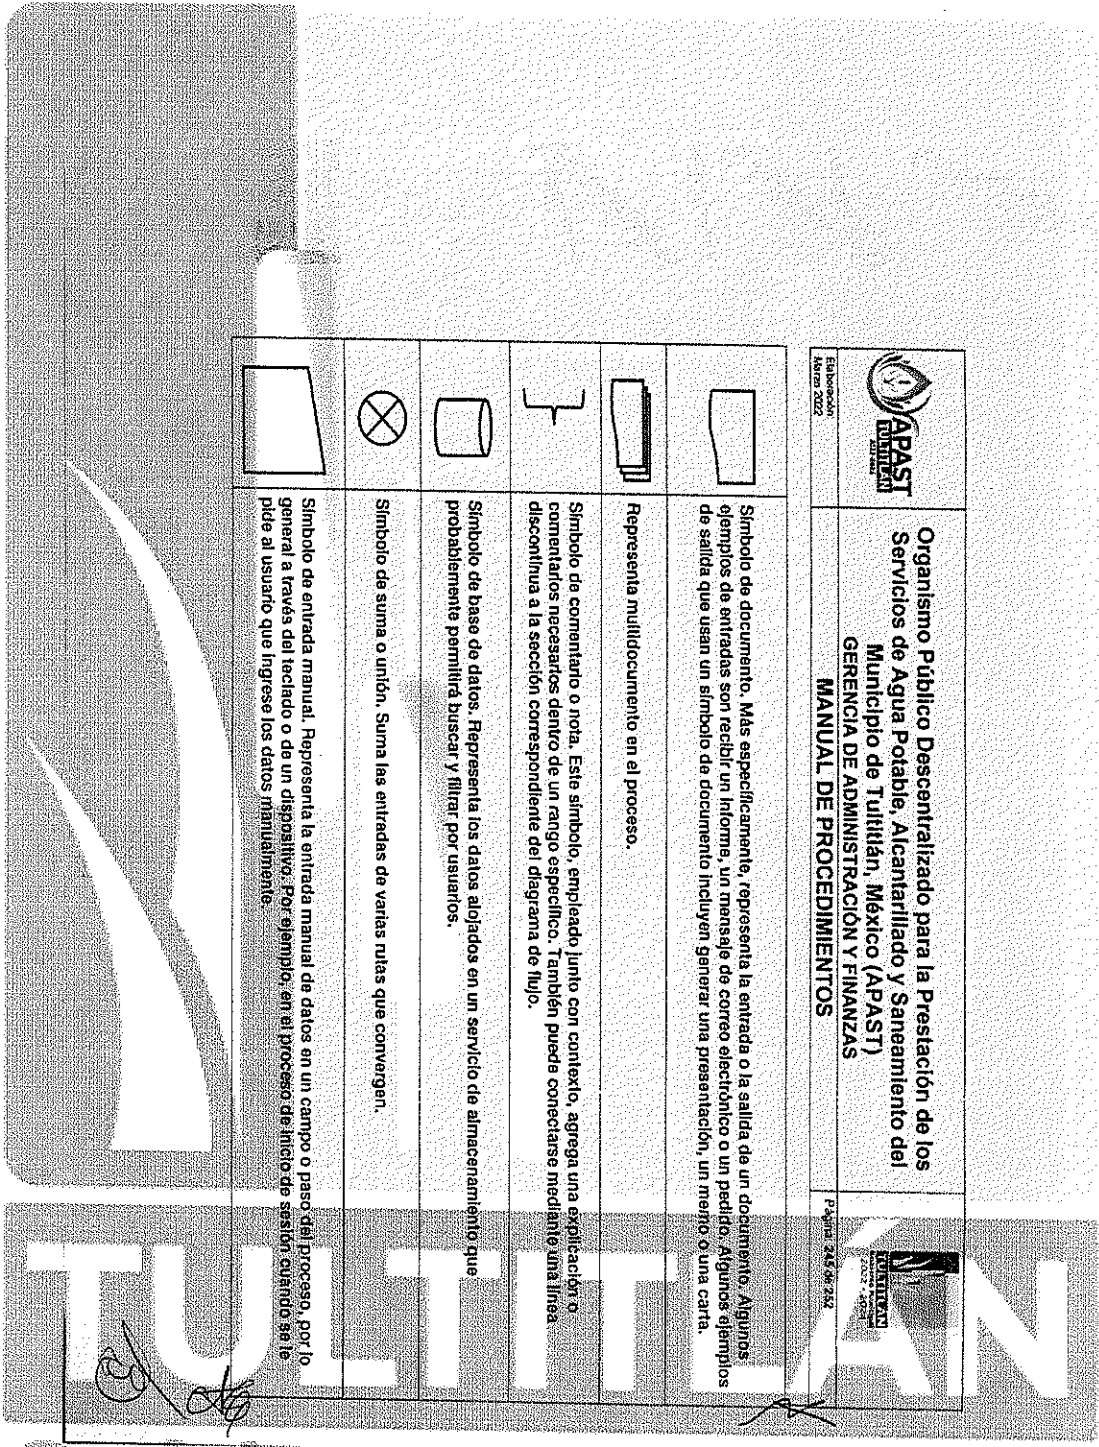 APAST
TULTITLÁN
Elaboración:
Marzo 2022
Organismo Público Descentralizado para la Prestación de los
Servicios de Agua Potable, Alcantarillado y Saneamiento del
Municipio de Tultitlán, México (APAST)
GERENCIA DE ADMINISTRACIÓN Y FINANZAS
MANUAL DE PROCEDIMIENTOS
TULTITLÁN
Página 245 de 252
Símbolo de documento. Más específicamente, representa la entrada o la salida de un documento. Algunos
ejemplos de entradas son recibir un informe, un mensaje de correo electrónico o un pedido. Algunos ejemplos
de salida que usan un símbolo de documento incluyen generar una presentación, un memo o una carta.
Representa multidocumento en el proceso.
Símbolo de comentario o nota. Este símbolo, empleado junto con contexto, agrega una explicación o
comentarios necesarios dentro de un rango específico. También puede conectarse mediante una línea
discontinua a la sección correspondiente del diagrama de flujo.
Símbolo de base de datos. Representa los datos alojados en un servicio de almacenamiento que
probablemente permitirá buscar y filtrar por usuarios.
Símbolo de suma o unión. Suma las entradas de varias rutas que convergen.
Símbolo de entrada manual. Representa la entrada manual de datos en un campo o paso del proceso, por lo
general a través del teclado o de un dispositivo. Por ejemplo, en el proceso de inicio de sesión cuando se le
pide al usuario que ingrese los datos manualmente.
TULTITLÁN